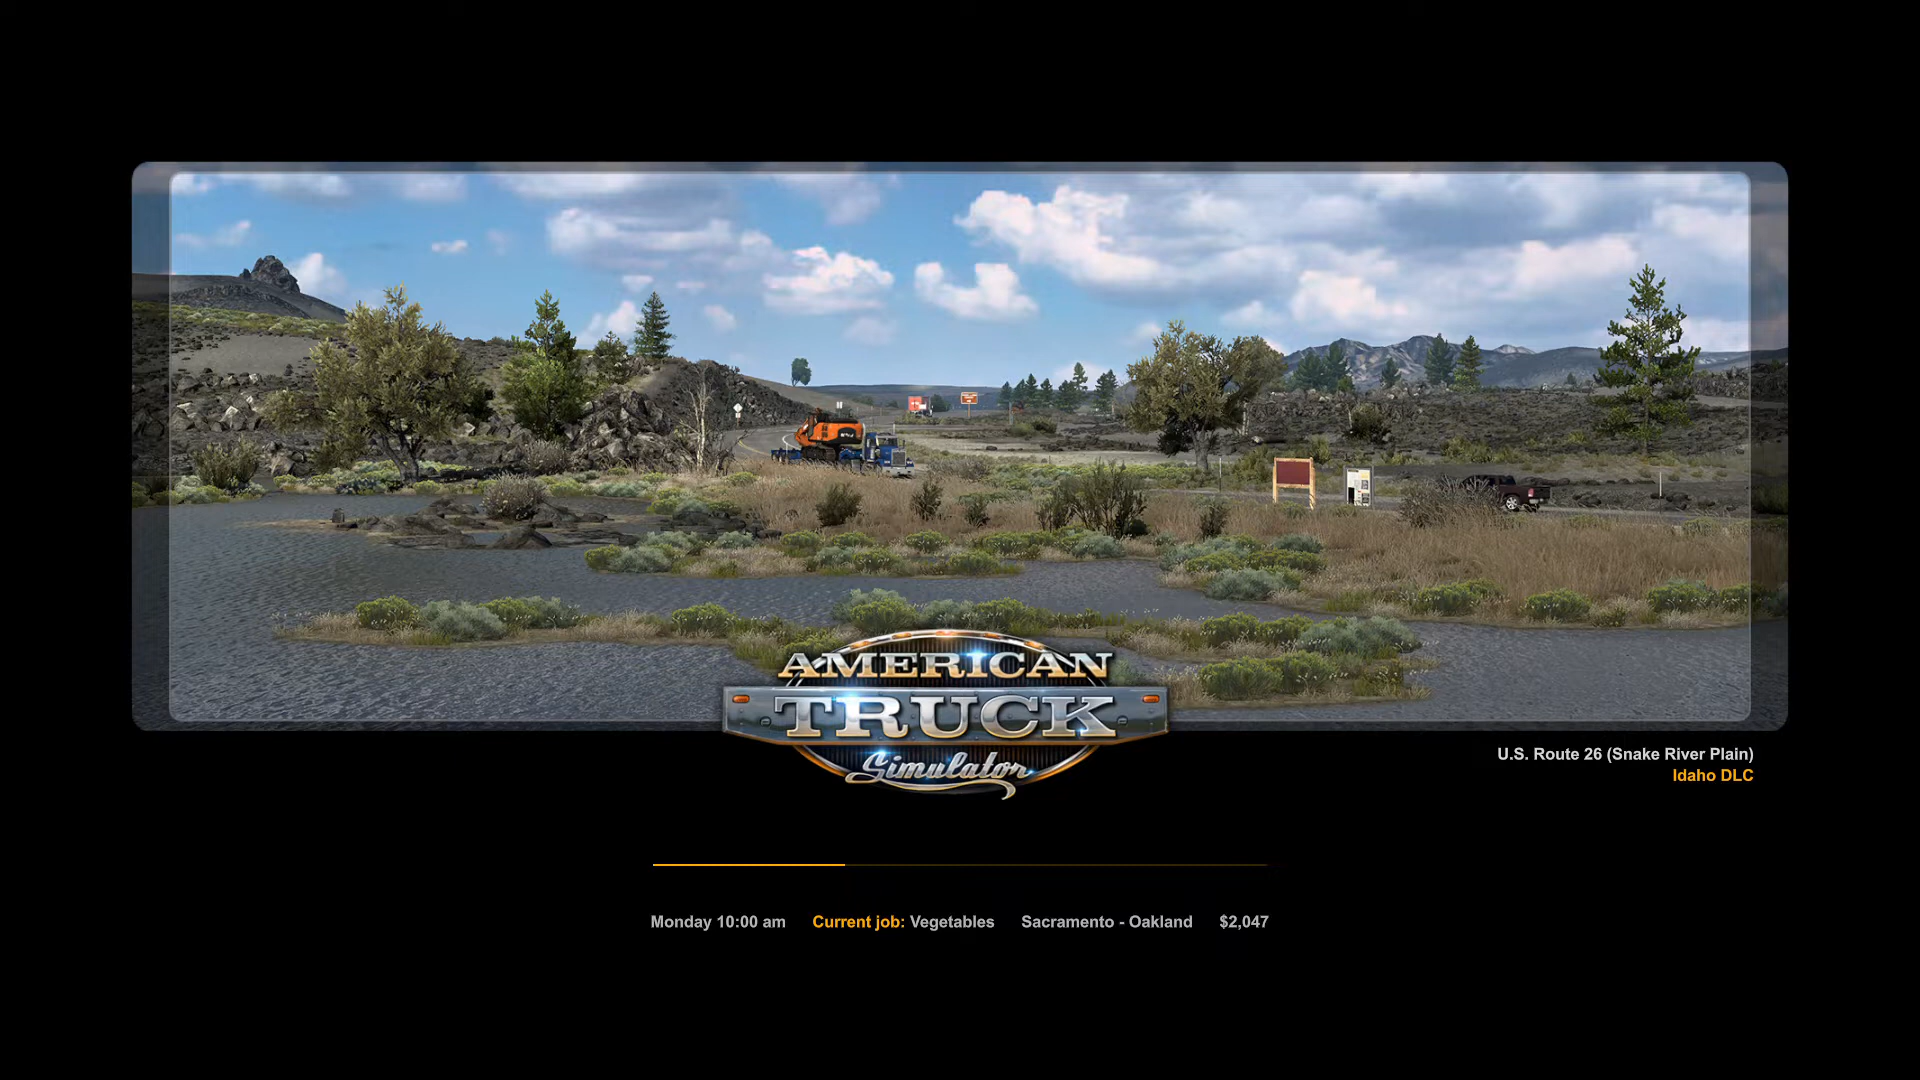 AMERICAN
TRUCK
Simulator
U.S. Route 26 (Snake River Plain)
Idaho DLC
Monday 10:00 am Current job: Vegetables Sacramento - Oakland $2,047